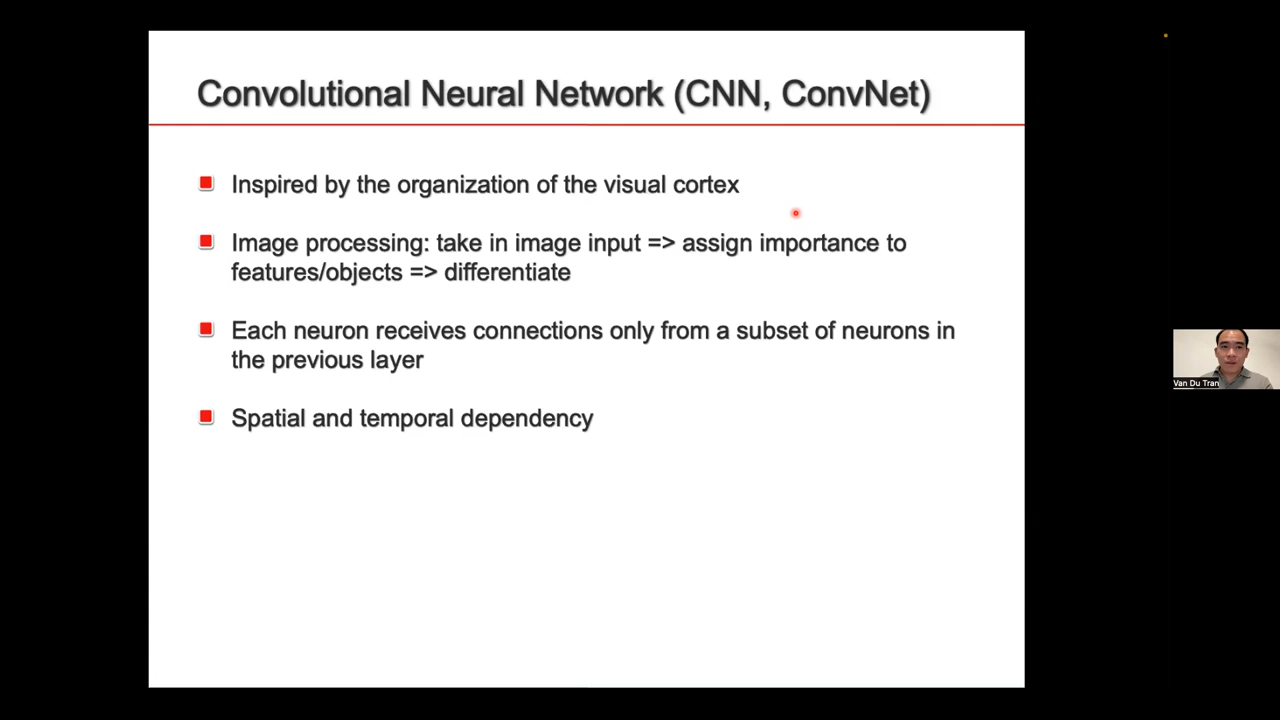 Convolutional Neural Network (CNN, ConvNet)
Inspired by the organization of the visual cortex
Image processing: take in image input => assign importance to
features/objects => differentiate
Each neuron receives connections only from a subset of neurons in
the previous layer
Spatial and temporal dependency
Van Du Tran